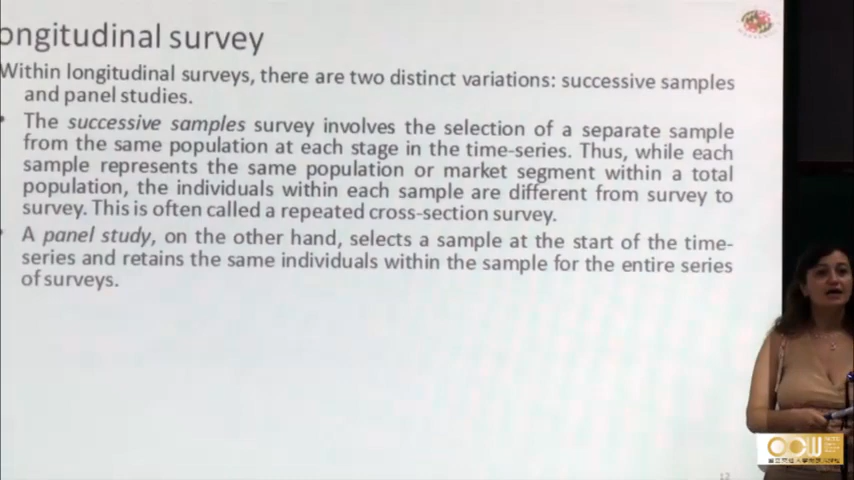 ongitudinal survey
Within longitudinal surveys, there are two distinct variations: successive samples
and panel studies.
The successive samples survey involves the selection of a separate sample
from the same population at each stage in the time-series. Thus, while each
sample represents the same population or market segment within a total
population, the individuals within each sample are different from survey to
survey. This is often called a repeated cross-section survey.
A panel study, on the other hand, selects a sample at the start of the time-
series and retains the same individuals within the sample for the entire series
of surveys.
12
OCW